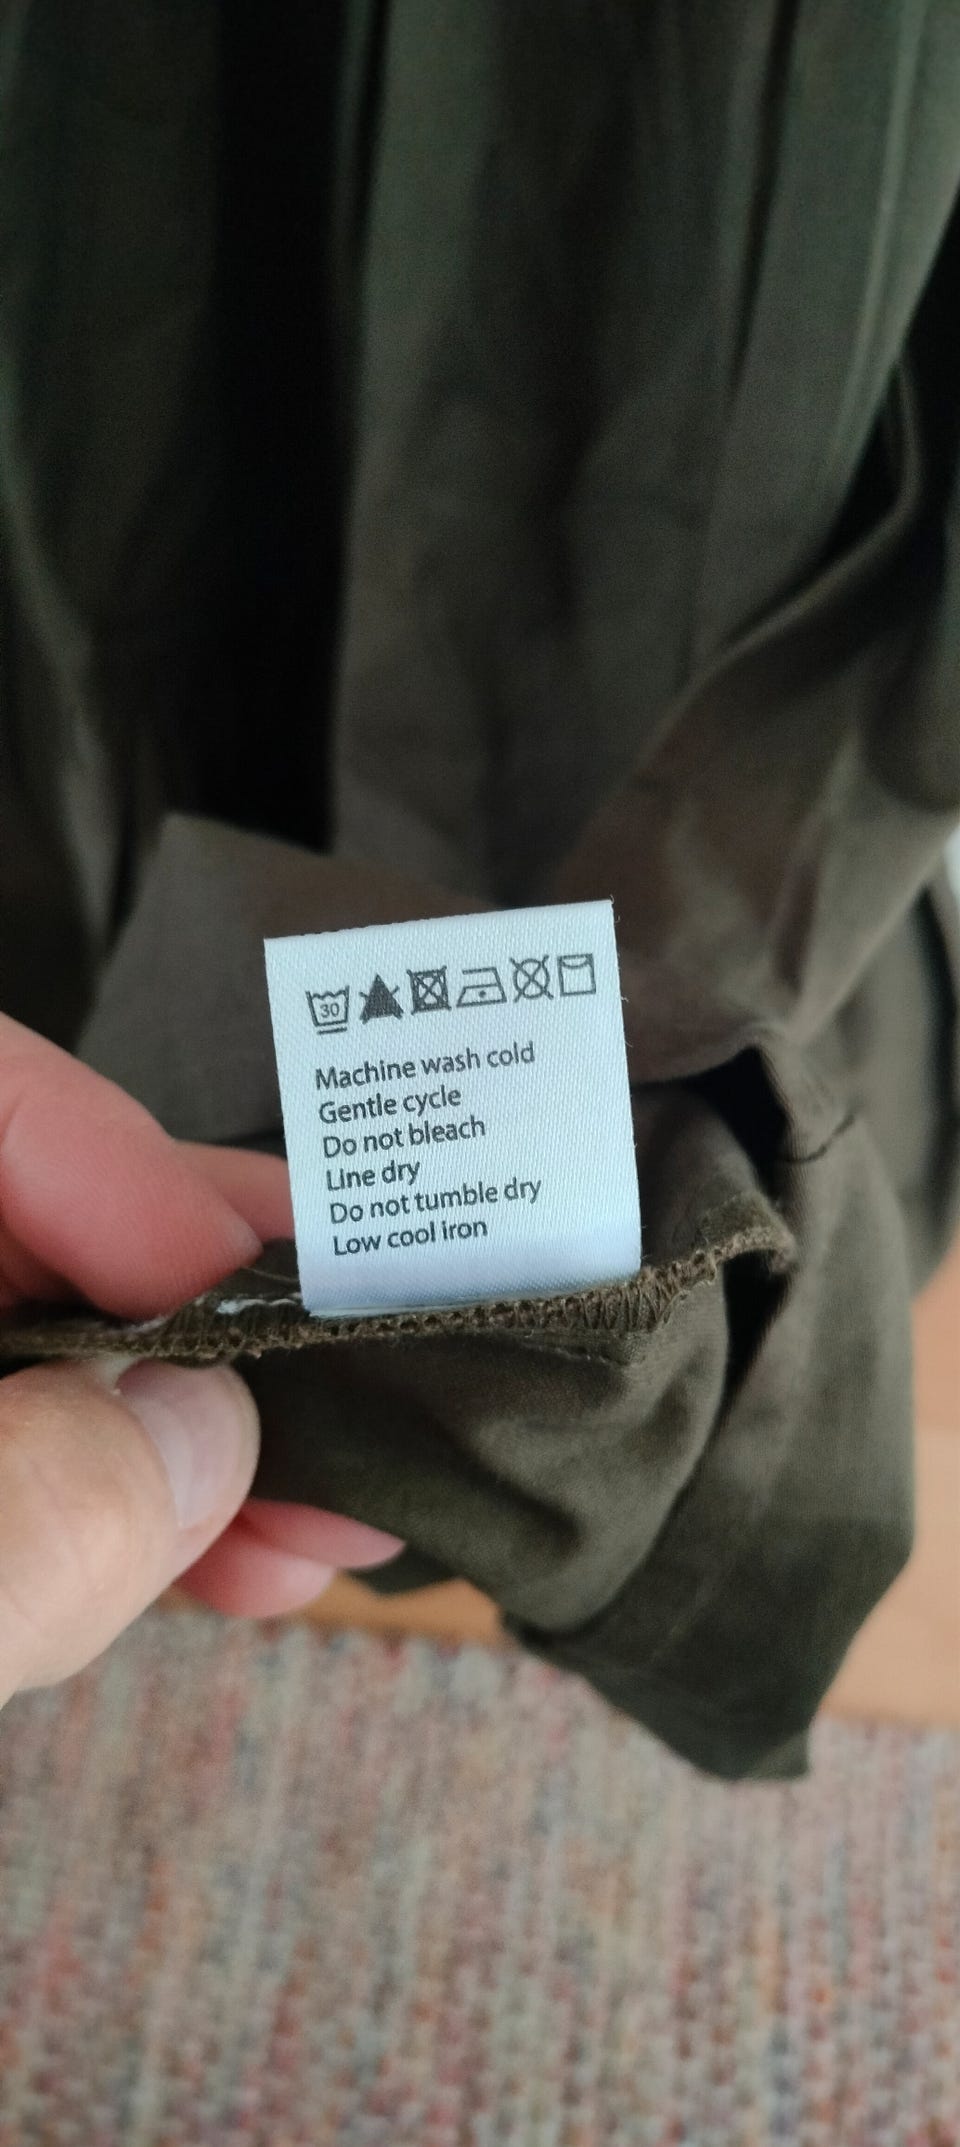 30
Machine wash cold
Gentle cycle
Do not bleach
Line dry
Do not tumble dry
Low cool iron